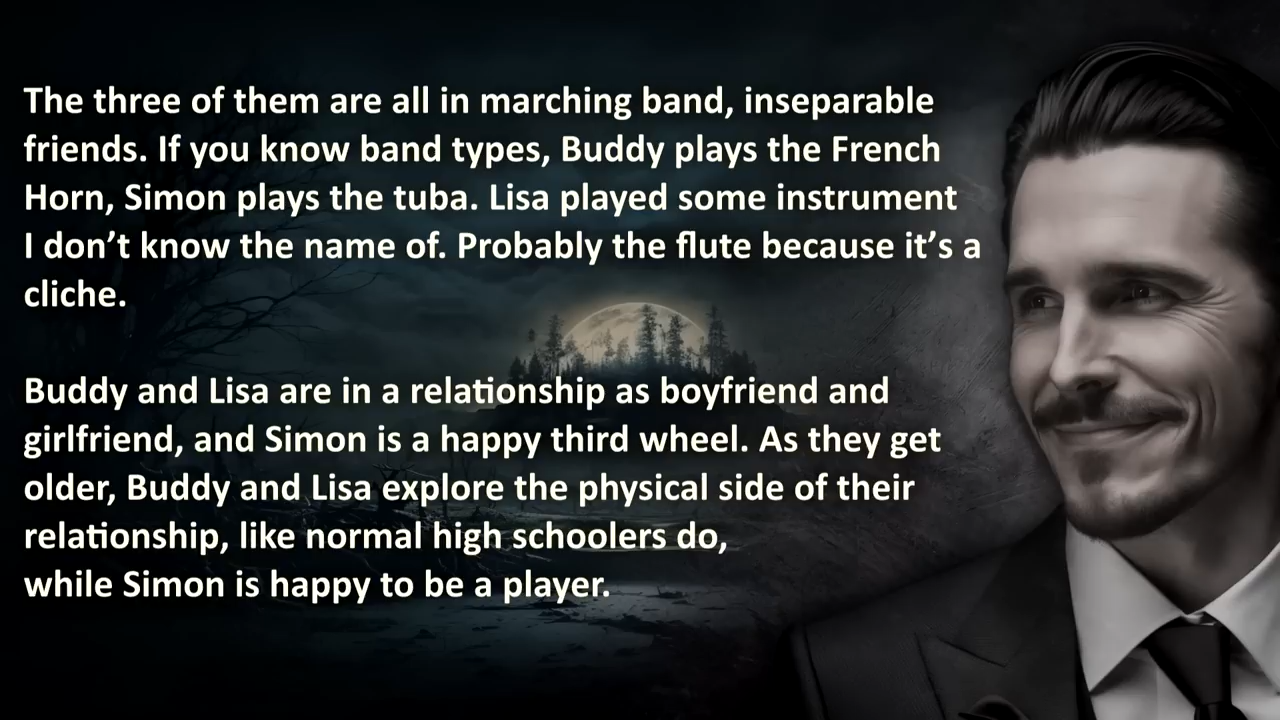 The three of them are all in marching band, inseparable
friends. If you know band types, Buddy plays the French
Horn, Simon plays the tuba. Lisa played some instrument
I don’t know the name of. Probably the flute because it’s a
cliche.
Buddy and Lisa are in a relationship as boyfriend and
girlfriend, and Simon is a happy third wheel. As they get
older, Buddy and Lisa explore the physical side of their
relationship, like normal high schoolers do,
while Simon is happy to be a player.